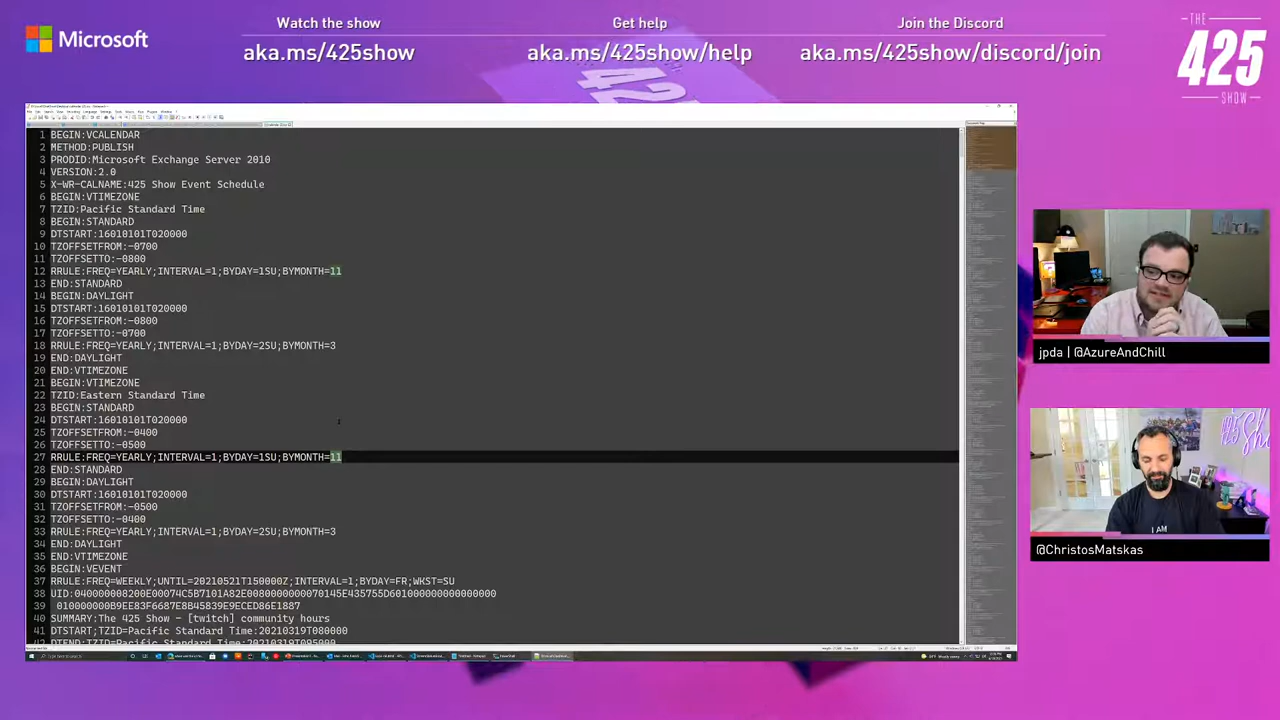 Microsoft
Watch the show
aka.ms/425show
Get help
aka.ms/425show/help
Join the Discord
aka.ms/425show/discord/join
THE
425
SHOW
1 BEGIN:VCALENDAR
2 METHOD:PUBLISH
3 PRODID:Microsoft Exchange Server 2010
4 VERSION:2.0
5 X-WR-CALNAME:425 Show Event Schedule
6 BEGIN:VTIMEZONE
7 TZID:Pacific Standard Time
8 BEGIN:STANDARD
9 DTSTART:16010101T020000
10 TZOFFSETFROM:-0700
11 TZOFFSETTO:-0800
12 RRULE:FREQ=YEARLY;INTERVAL=1;BYDAY=1SU;BYMONTH=11
13 END:STANDARD
14 BEGIN:DAYLIGHT
15 DTSTART:16010101T020000
16 TZOFFSETFROM:-0800
17 TZOFFSETTO:-0700
18 RRULE:FREQ=YEARLY;INTERVAL=1;BYDAY=2SU;BYMONTH=3
19 END:DAYLIGHT
20 END:VTIMEZONE
21 BEGIN:VTIMEZONE
22 TZID:Eastern Standard Time
23 BEGIN:STANDARD
24 DTSTART:16010101T020000
25 TZOFFSETFROM:-0400
26 TZOFFSETTO:-0500
27 RRULE:FREQ=YEARLY;INTERVAL=1;BYDAY=1SU;BYMONTH=11
28 END:STANDARD
29 BEGIN:DAYLIGHT
30 DTSTART:16010101T020000
31 TZOFFSETFROM:-0500
32 TZOFFSETTO:-0400
33 RRULE:FREQ=YEARLY;INTERVAL=1;BYDAY=2SU;BYMONTH=3
34 END:DAYLIGHT
35 END:VTIMEZONE
36 BEGIN:VEVENT
37 RRULE:FREQ=WEEKLY;UNTIL=20210521T150000Z;INTERVAL=1;BYDAY=FR;WKST=SU
38
39
40 SUMMARY:The 425 Show - [twitch] community hours
41 DTSTART;TZID=Pacific Standard Time:20210319T080000
42 DTEND;TZID=Pacific Standard Time:20210319T095000
jpda | @AzureAndChill
I AM
@ChristosMatskas